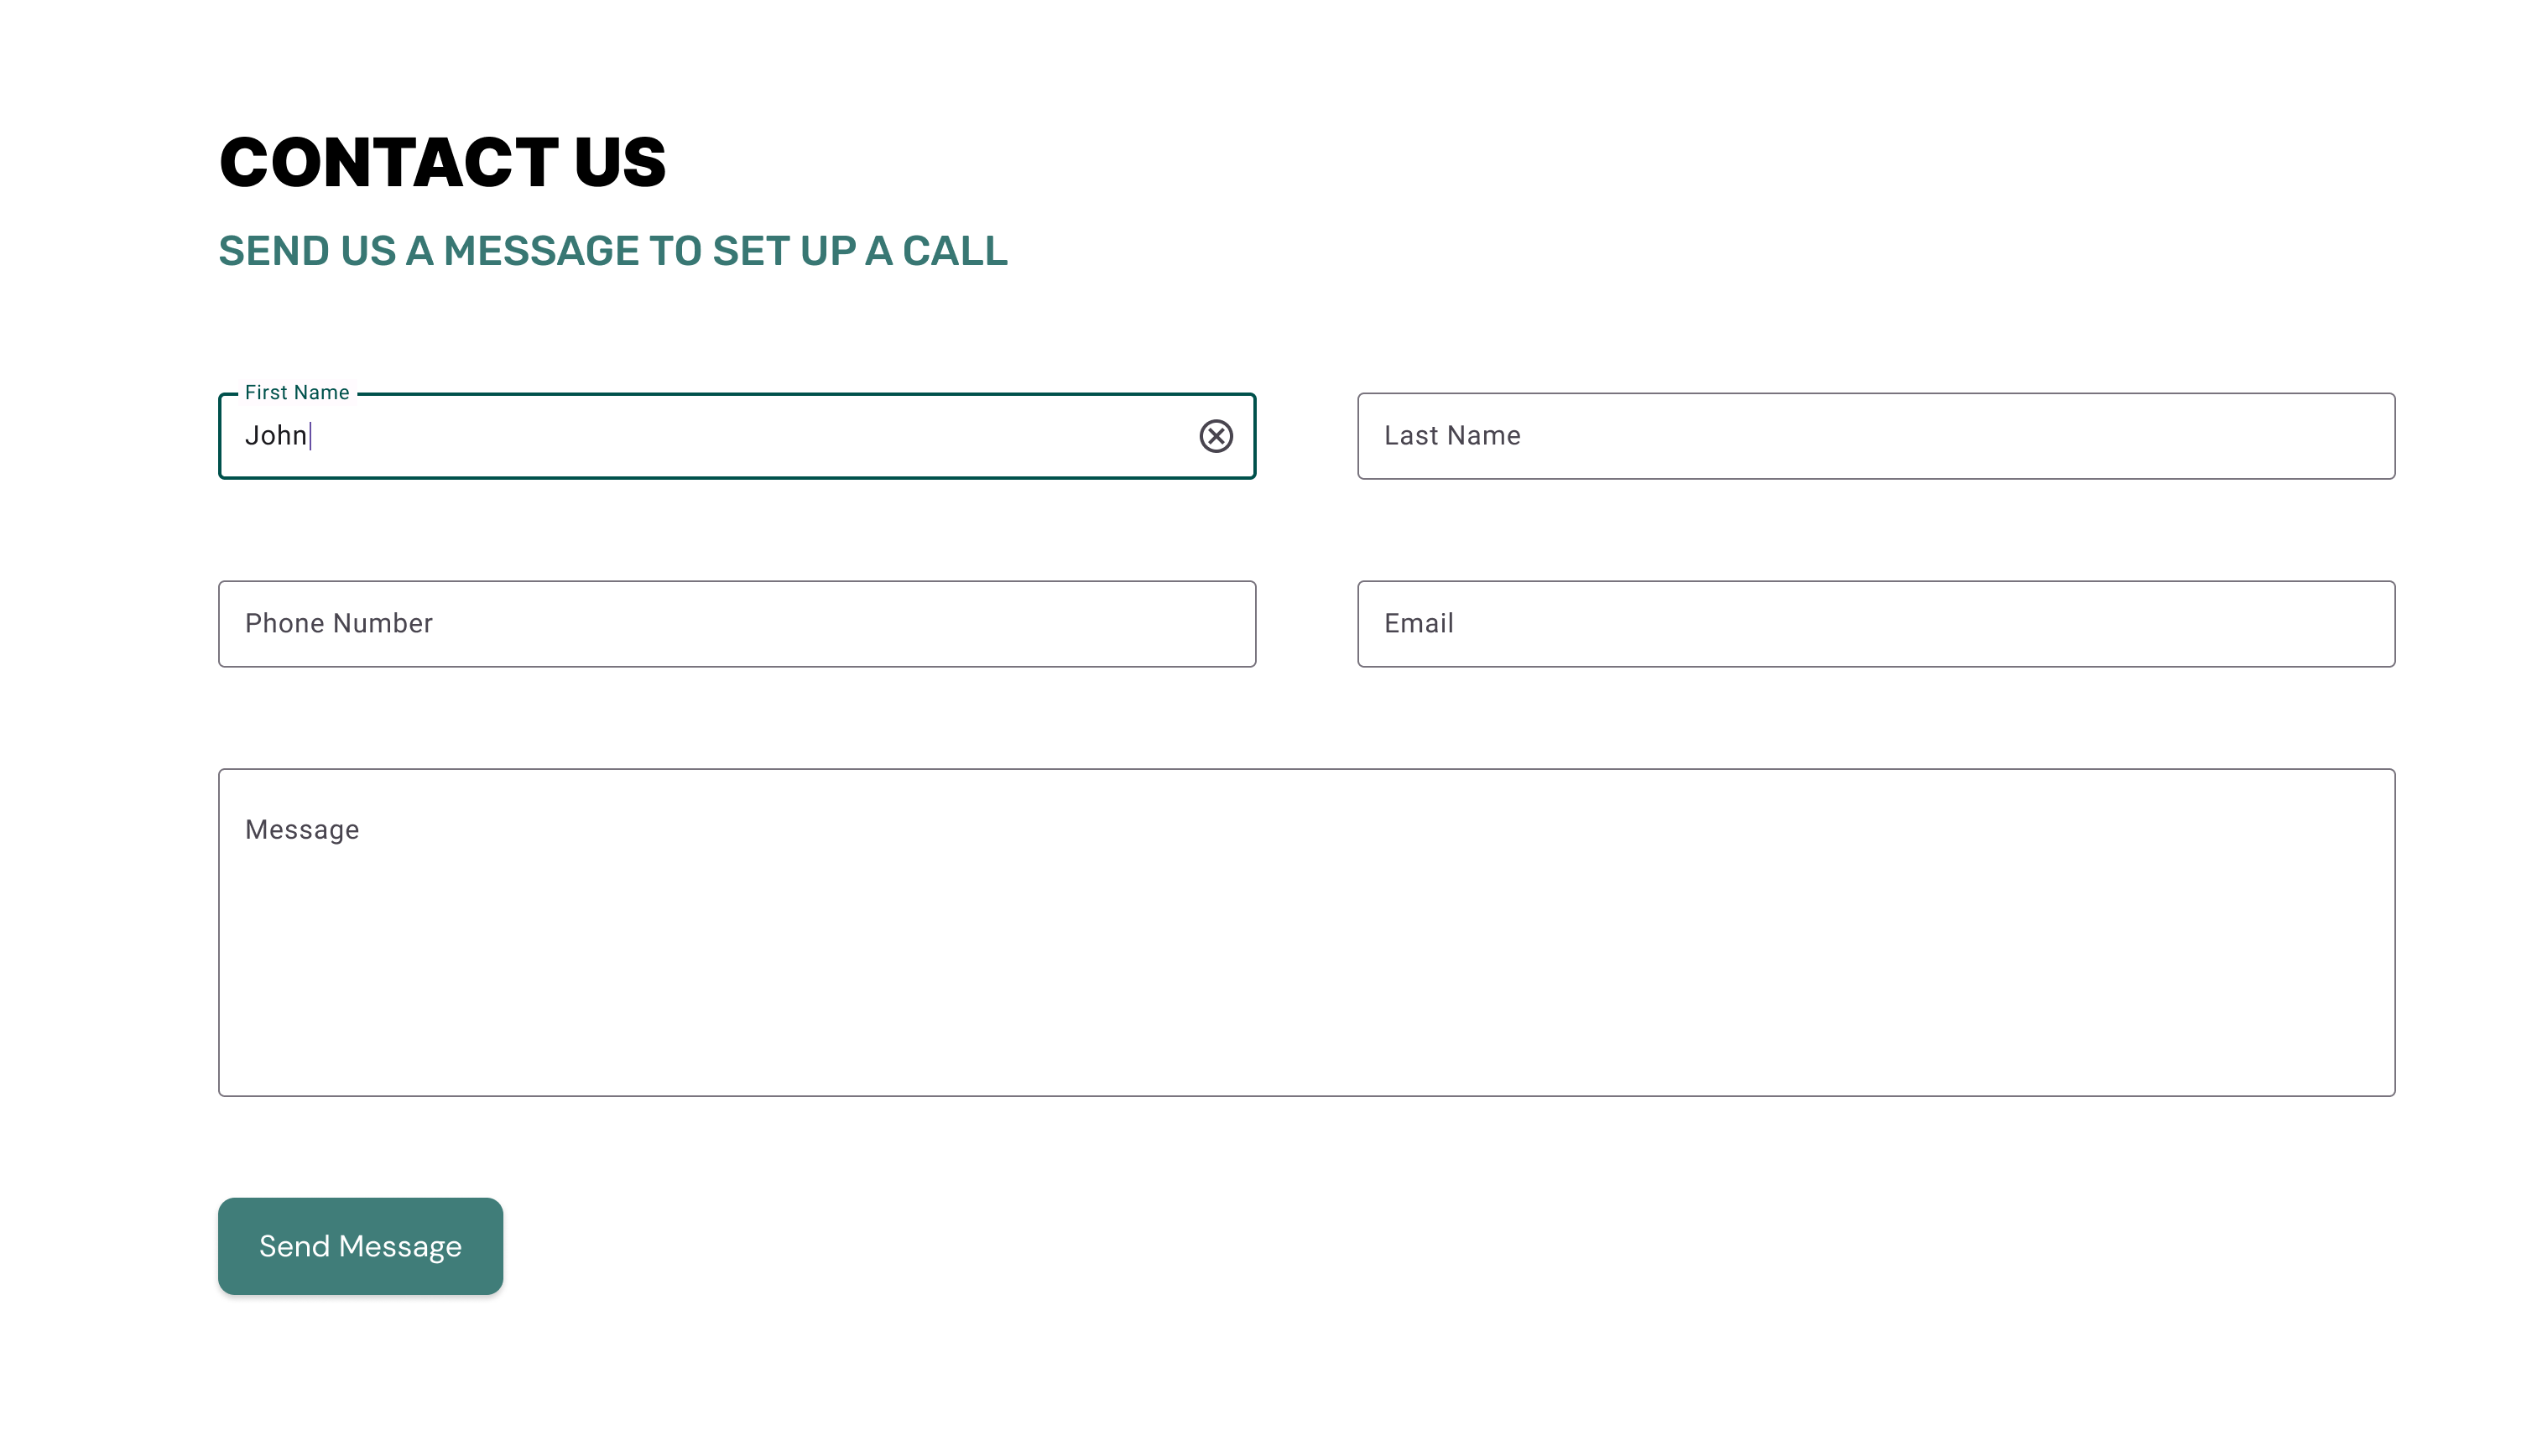 CONTACT US
SEND US A MESSAGE TO SET UP A CALL
First Name
John
Last Name
Phone Number
Email
Message
Send Message